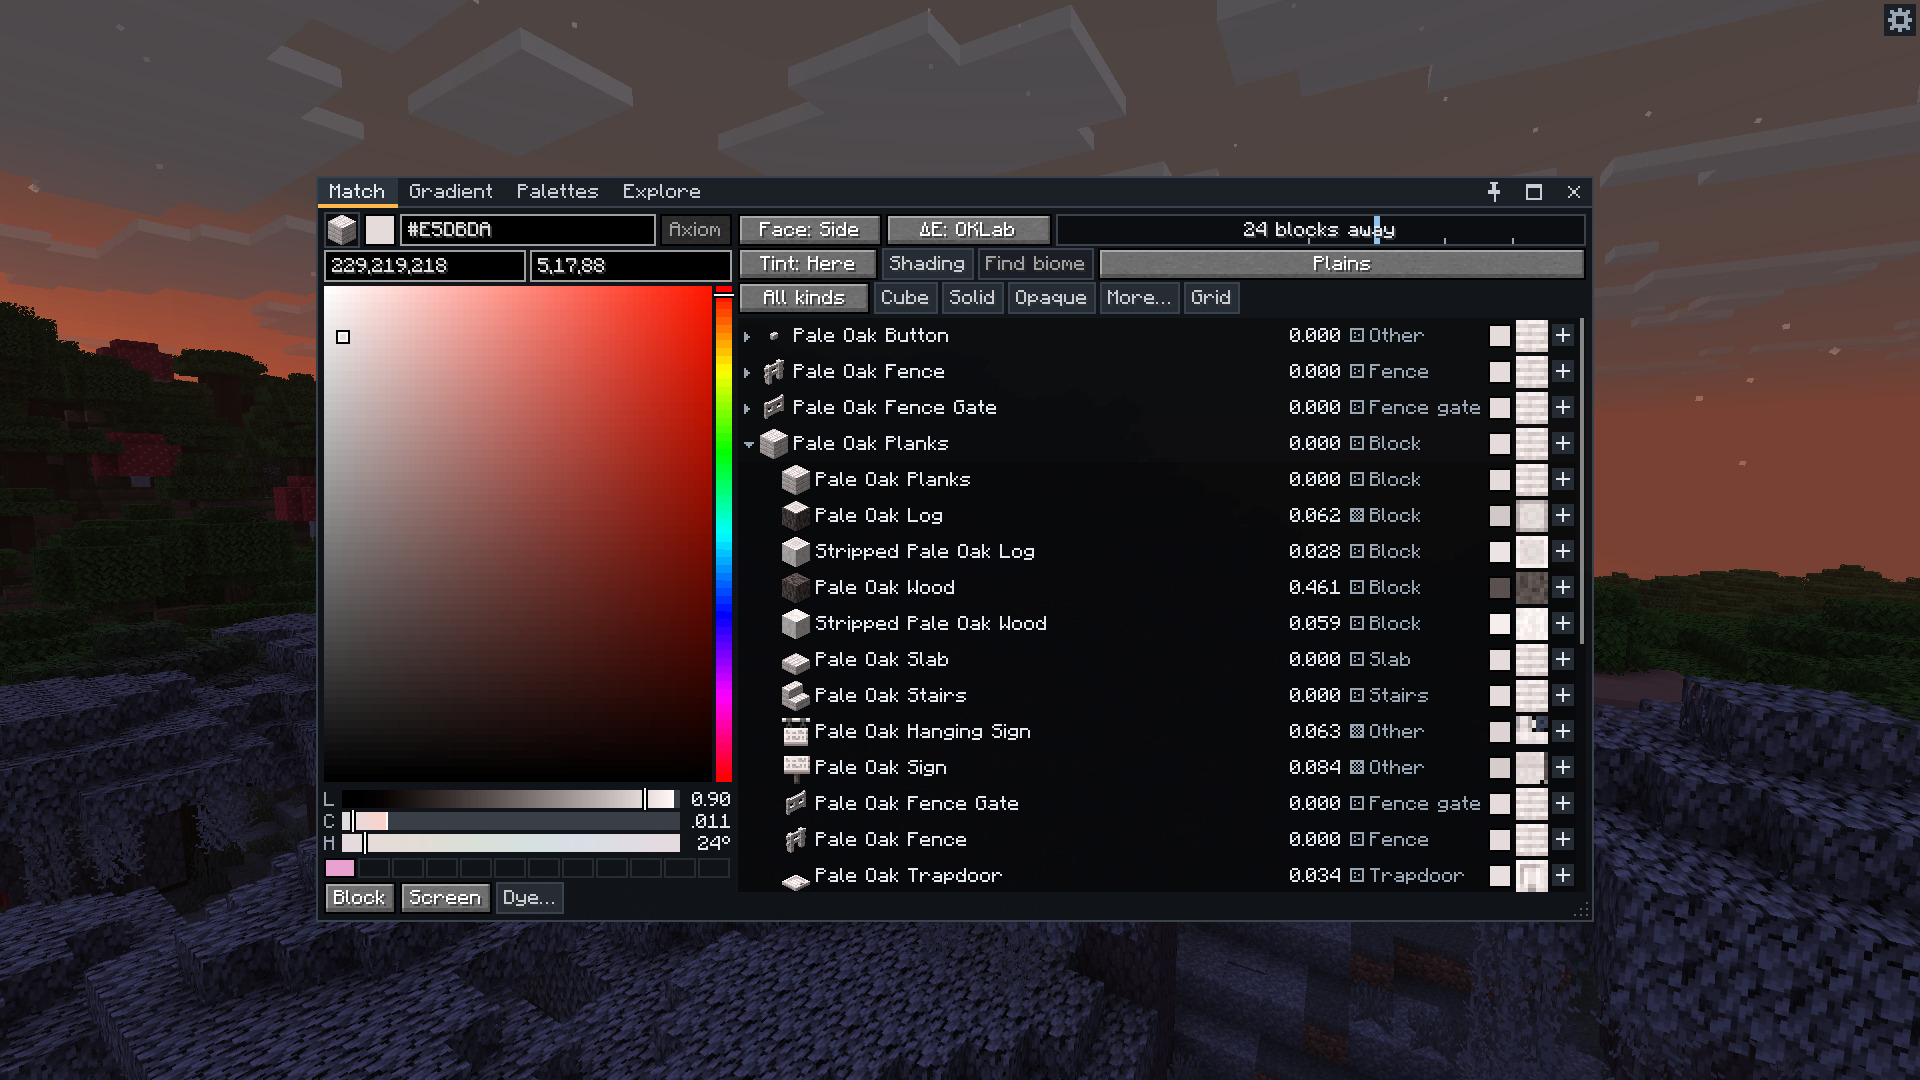 Match Gradient Palettes Explore
#E5DBDA Axiom Face: Side ΔE: OKLab 24 blocks away
229,219,218 5,17,88 Tint: Here Shading Find biome Plains
All kinds Cube Solid Opaque More... Grid
Pale Oak Button 0.000 Other +
Pale Oak Fence 0.000 Fence +
Pale Oak Fence Gate 0.000 Fence gate +
Pale Oak Planks 0.000 Block +
Pale Oak Planks 0.000 Block +
Pale Oak Log 0.062 Block +
Stripped Pale Oak Log 0.028 Block +
Pale Oak Wood 0.461 Block +
Stripped Pale Oak Wood 0.059 Block +
Pale Oak Slab 0.000 Slab +
Pale Oak Stairs 0.000 Stairs +
Pale Oak Hanging Sign 0.063 Other +
Pale Oak Sign 0.084 Other +
Pale Oak Fence Gate 0.000 Fence gate +
Pale Oak Fence 0.000 Fence +
Pale Oak Trapdoor 0.034 Trapdoor +
L 0.90
C .011
H 24°
Block Screen Dye...